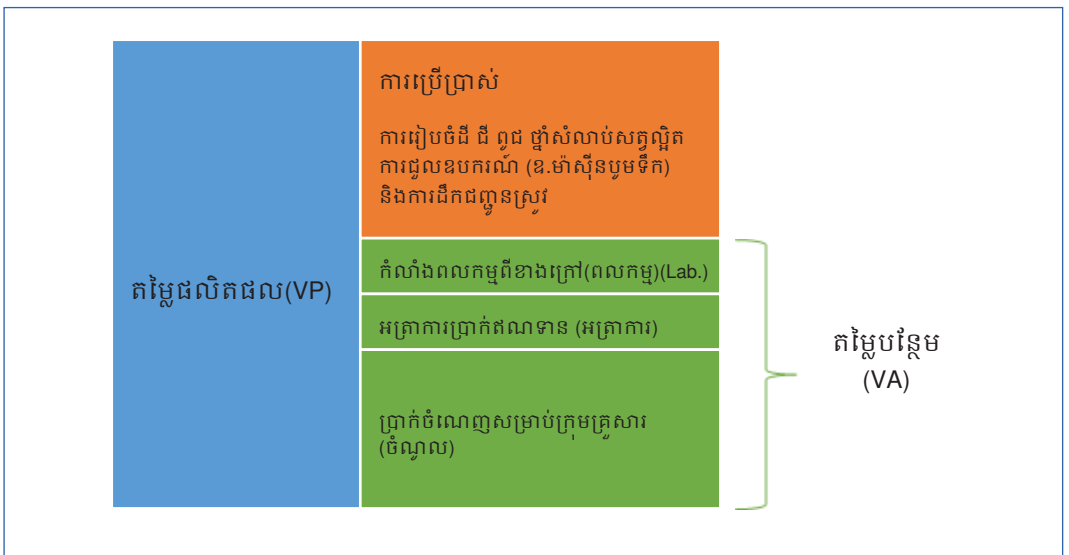 តម្លៃផលិតផល(VP)
ការប្រើប្រាស់
ការរៀបចំដី ជី ពូជ ថ្នាំសំលាប់សត្វល្អិត
ការជួលឧបករណ៍ (ឧ.ម៉ាស៊ីនបូមទឹក)
និងការដឹកជញ្ជូនស្រូវ
កំលាំងពលកម្មពីខាងក្រៅ(ពលកម្ម)(Lab.)
អត្រាការប្រាក់ឥណទាន (អត្រាការ)
ប្រាក់ចំណេញសម្រាប់ក្រុមគ្រួសារ
(ចំណូល)
តម្លៃបន្ថែម
(VA)